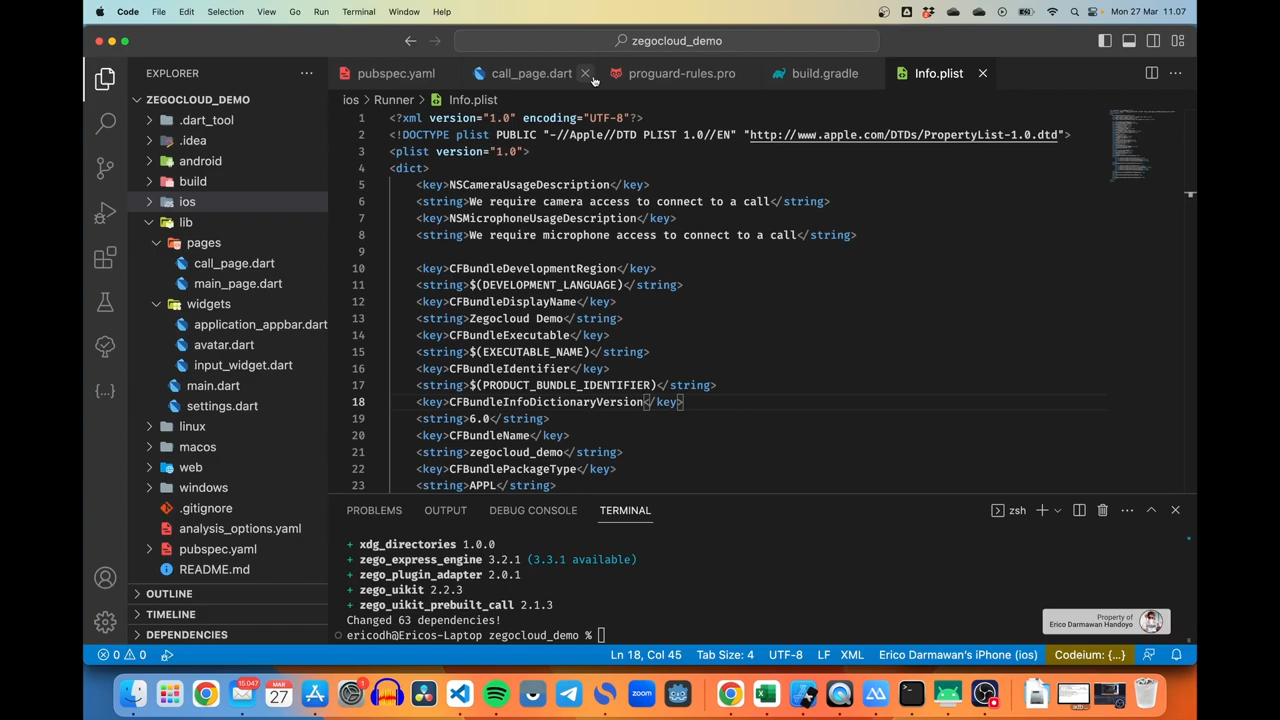 Code File Edit Selection View Go Run Terminal Window Help Mon 27 Mar 11.07
zegocloud_demo
EXPLORER
pubspec.yaml call_page.dart proguard-rules.pro build.gradle Info.plist
ZEGOCLOUD_DEMO
.dart_tool
.idea
android
build
ios
lib
pages
call_page.dart
main_page.dart
widgets
application_appbar.dart
avatar.dart
input_widget.dart
main.dart
settings.dart
linux
macos
web
windows
.gitignore
analysis_options.yaml
pubspec.yaml
README.md
OUTLINE
TIMELINE
DEPENDENCIES
ios Runner Info.plist
1 <?xml version="1.0" encoding="UTF-8"?>
2 <!DOCTYPE plist PUBLIC "-//Apple//DTD PLIST 1.0//EN" "http://www.apple.com/DTDs/PropertyList-1.0.dtd">
3 <plist version="1.0">
4 <dict>
5 <key>NSCameraUsageDescription</key>
6 <string>We require camera access to connect to a call</string>
7 <key>NSMicrophoneUsageDescription</key>
8 <string>We require microphone access to connect to a call</string>
9
10 <key>CFBundleDevelopmentRegion</key>
11 <string>$(DEVELOPMENT_LANGUAGE)</string>
12 <key>CFBundleDisplayName</key>
13 <string>Zegocloud Demo</string>
14 <key>CFBundleExecutable</key>
15 <string>$(EXECUTABLE_NAME)</string>
16 <key>CFBundleIdentifier</key>
17 <string>$(PRODUCT_BUNDLE_IDENTIFIER)</string>
18 <key>CFBundleInfoDictionaryVersion</key>
19 <string>6.0</string>
20 <key>CFBundleName</key>
21 <string>zegocloud_demo</string>
22 <key>CFBundlePackageType</key>
23 <string>APPL</string>
PROBLEMS OUTPUT DEBUG CONSOLE TERMINAL zsh
+ xdg_directories 1.0.0
+ zego_express_engine 3.2.1 (3.3.1 available)
+ zego_plugin_adapter 2.0.1
+ zego_uikit 2.2.3
+ zego_uikit_prebuilt_call 2.1.3
Changed 63 dependencies!
ericodh@Ericos-Laptop zegocloud_demo %
Property of
Erico Darmawan Handoyo
0 0 Ln 18, Col 45 Tab Size: 4 UTF-8 LF XML Erico Darmawan's iPhone (ios) Codeium: {...}
15.047
MAR
27
zoom
adb